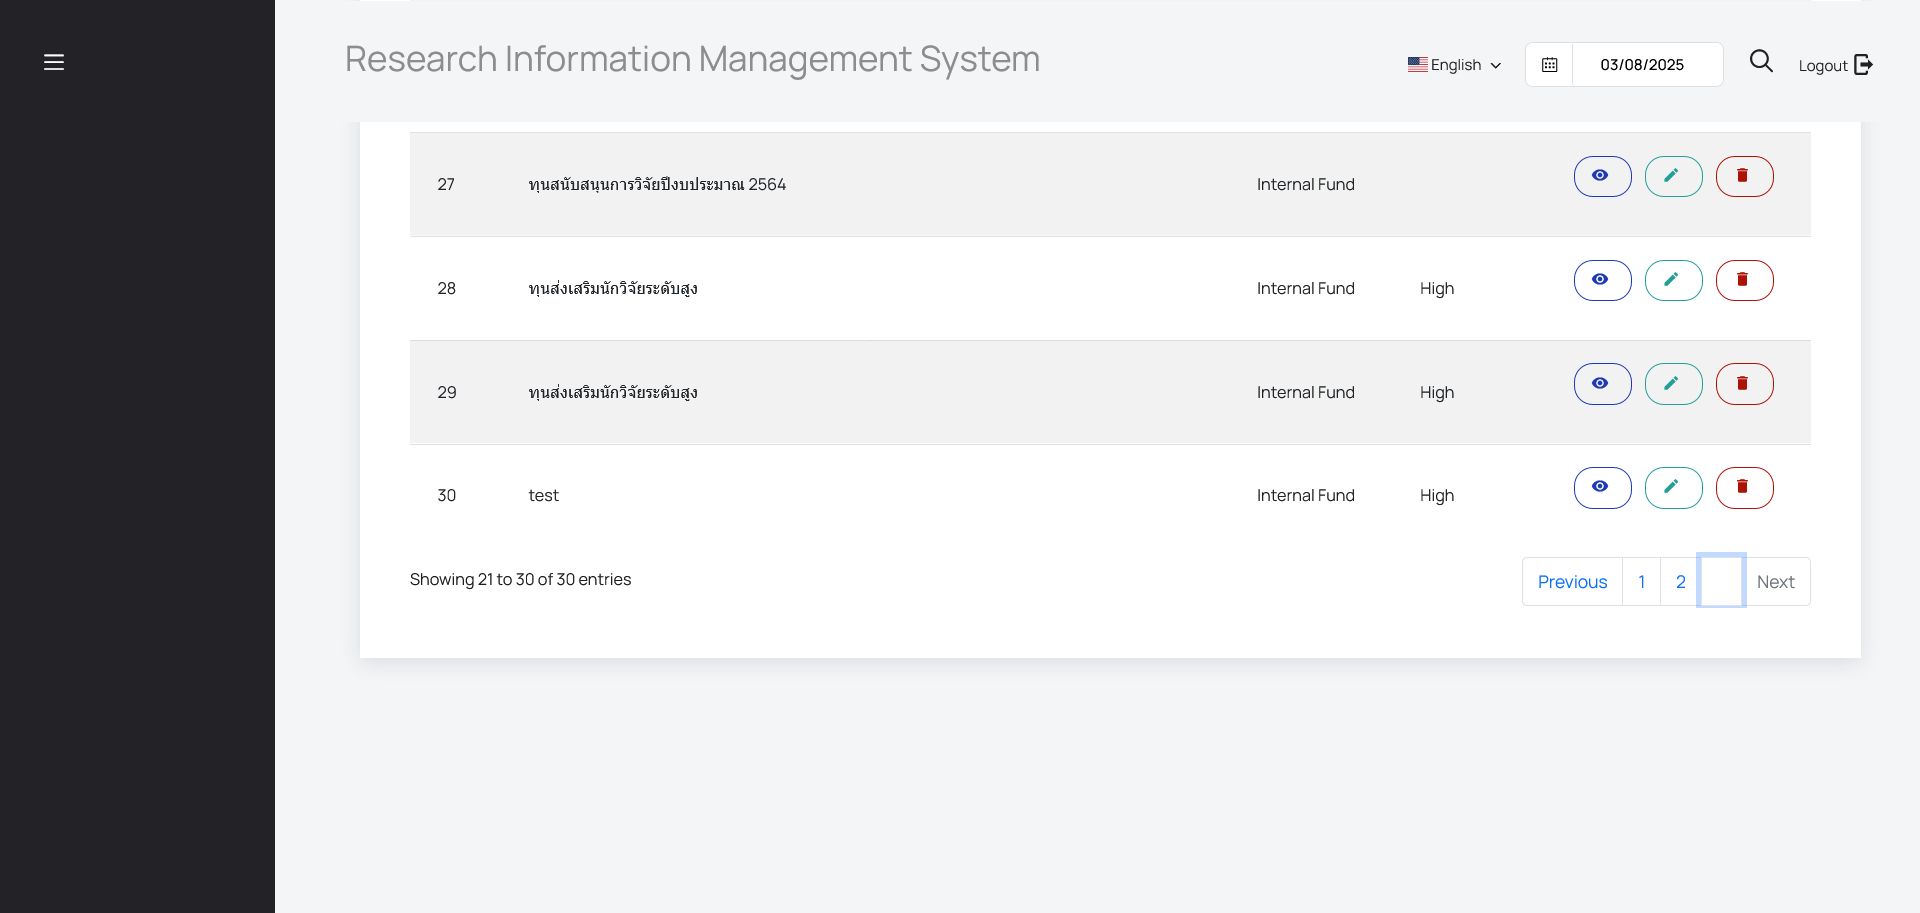 Research Information Management System
English
03/08/2025
Logout
27 ทุนสนับสนุนการวิจัยปีงบประมาณ 2564 Internal Fund
28 ทุนส่งเสริมนักวิจัยระดับสูง Internal Fund High
29 ทุนส่งเสริมนักวิจัยระดับสูง Internal Fund High
30 test Internal Fund High
Showing 21 to 30 of 30 entries
Previous 1 2 Next